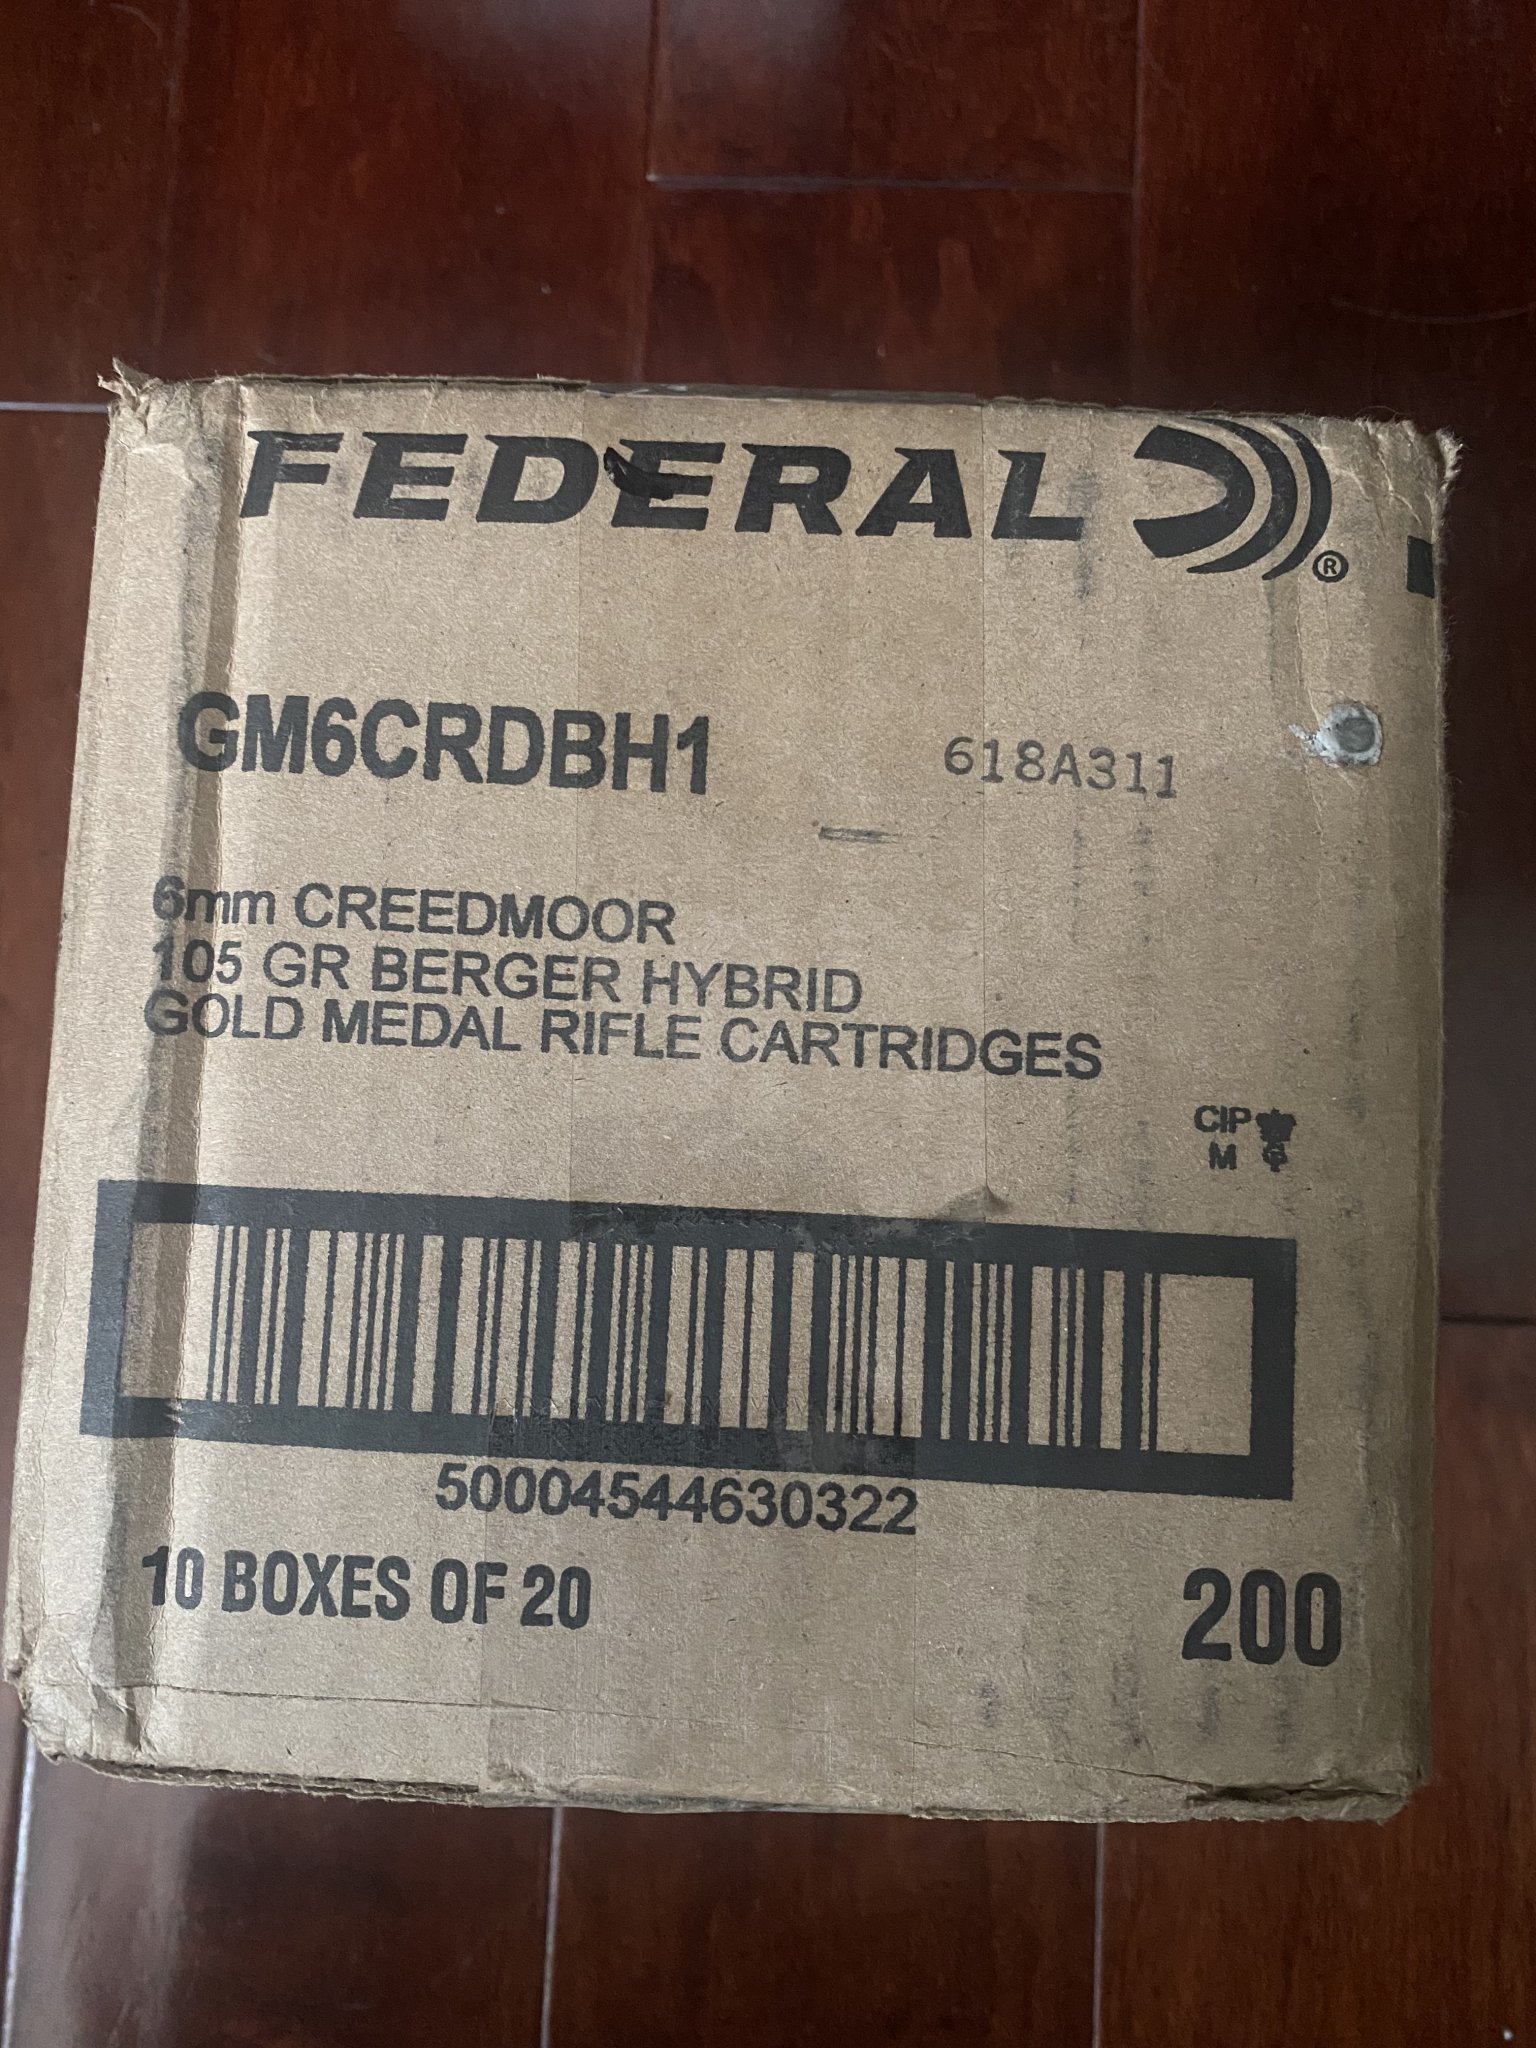 FEDERAL ®
GM6CRDBH1 618A311
6mm CREEDMOOR
105 GR BERGER HYBRID
GOLD MEDAL RIFLE CARTRIDGES
CIP
M
50004544630322
10 BOXES OF 20 200